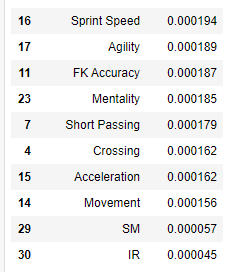 16 Sprint Speed 0.000194
17 Agility 0.000189
11 FK Accuracy 0.000187
23 Mentality 0.000185
7 Short Passing 0.000179
4 Crossing 0.000162
15 Acceleration 0.000162
14 Movement 0.000156
29 SM 0.000057
30 IR 0.000045